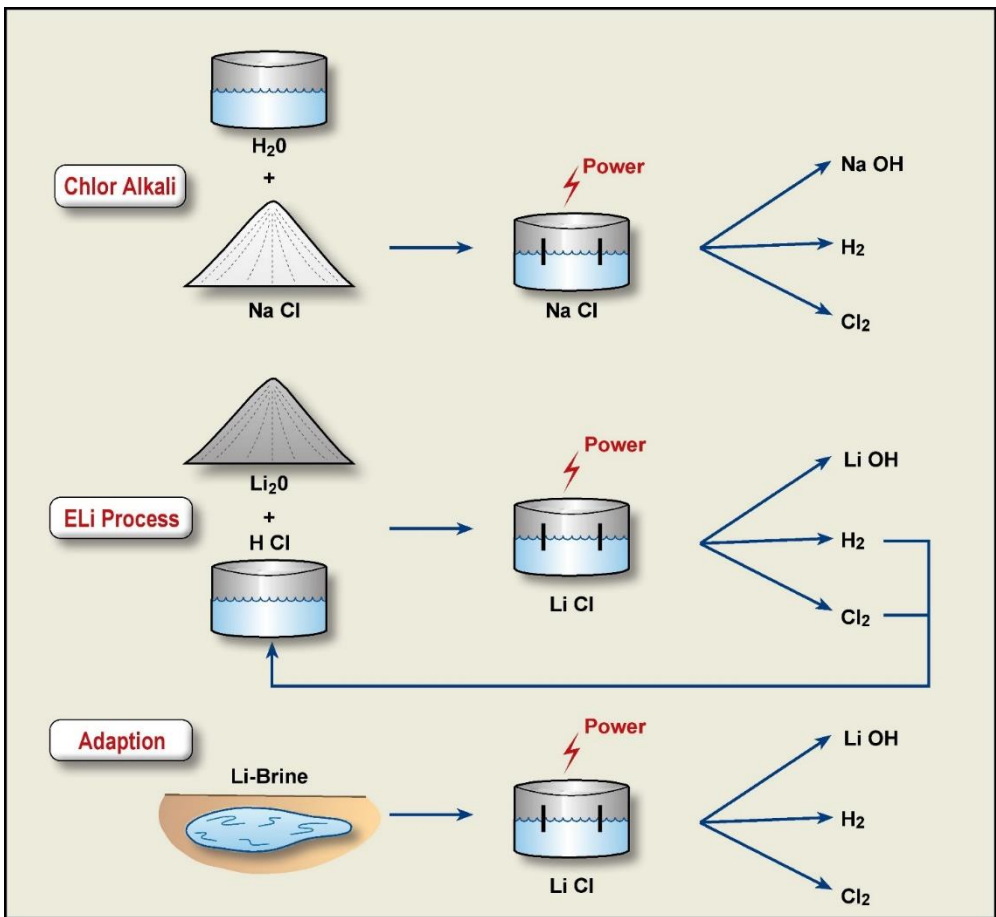 H₂0
+
Chlor Alkali
Na Cl
Power
Na Cl
Na OH
H₂
Cl₂
Li₂0
+
H Cl
ELi Process
Power
Li Cl
Li OH
H₂
Cl₂
Adaption
Li-Brine
Power
Li Cl
Li OH
H₂
Cl₂